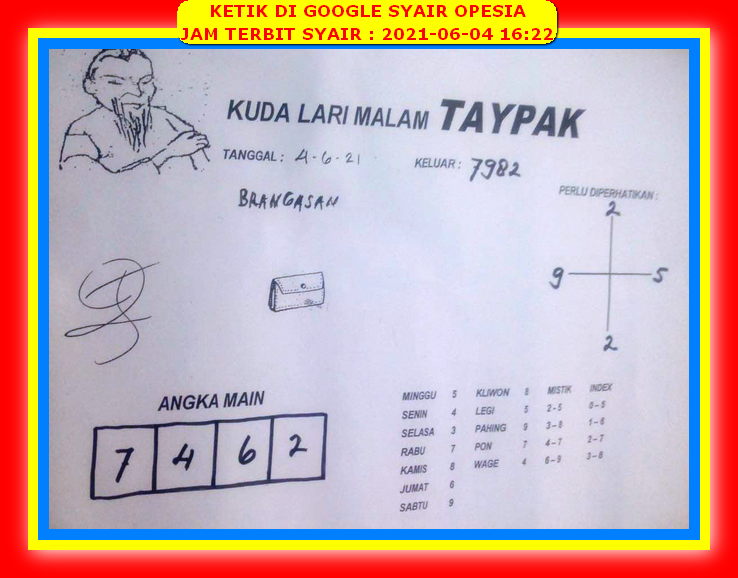 KETIK DI GOOGLE SYAIR OPESIA
JAM TERBIT SYAIR : 2021-06-04 16:22
KUDA LARI MALAM TAYPAK
TANGGAL : 4-6-21 KELUAR : 7982
BRANGASAN
PERLU DIPERHATIKAN :
2
9 5
2
ANGKA MAIN
7 4 6 2
MINGGU 5 KLIWON 8 MISTIK INDEX
SENIN 4 LEGI 5 2-5 0-5
SELASA 3 PAHING 9 3-8 1-6
RABU 7 PON 7 4-7 2-7
KAMIS 8 WAGE 4 6-9 3-8
JUMAT 6
SABTU 9